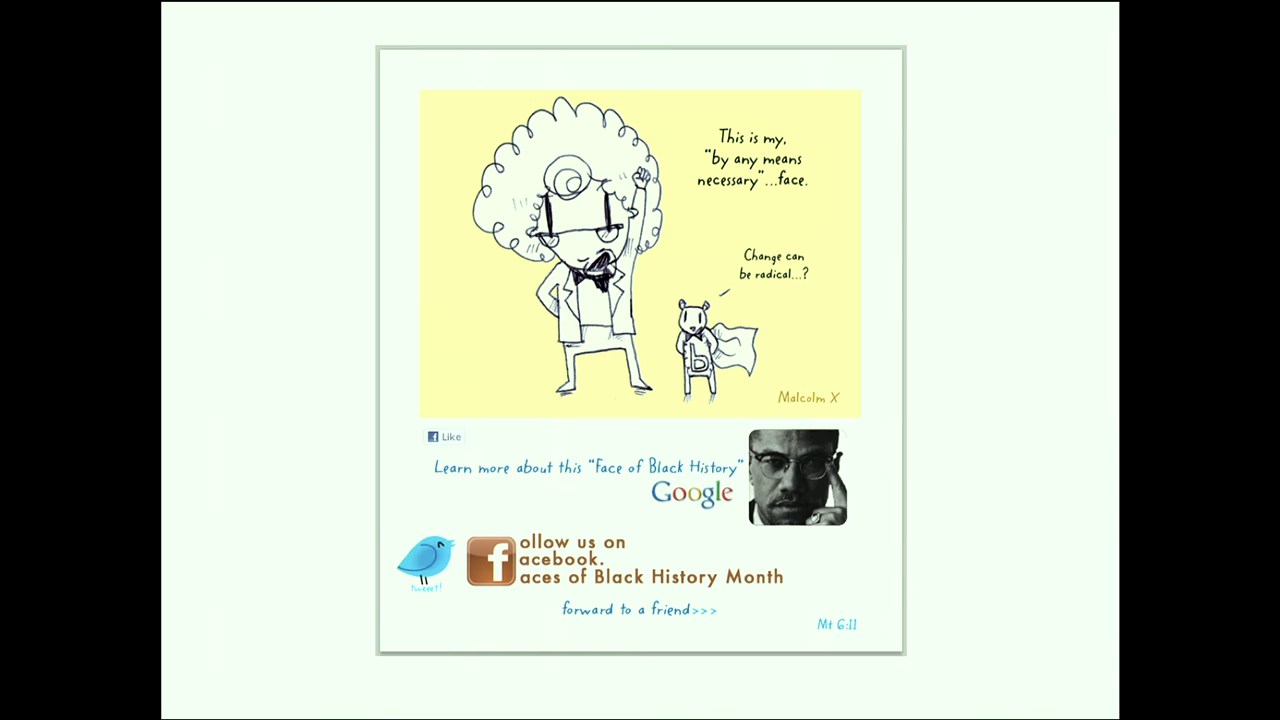 This is my,
"by any means
necessary"...face.
Change can
be radical...?
b
Malcolm X
f Like
Learn more about this "Face of Black History"
Google
tweeet!
f
ollow us on
acebook.
aces of Black History Month
forward to a friend>>>
Mt 6:11